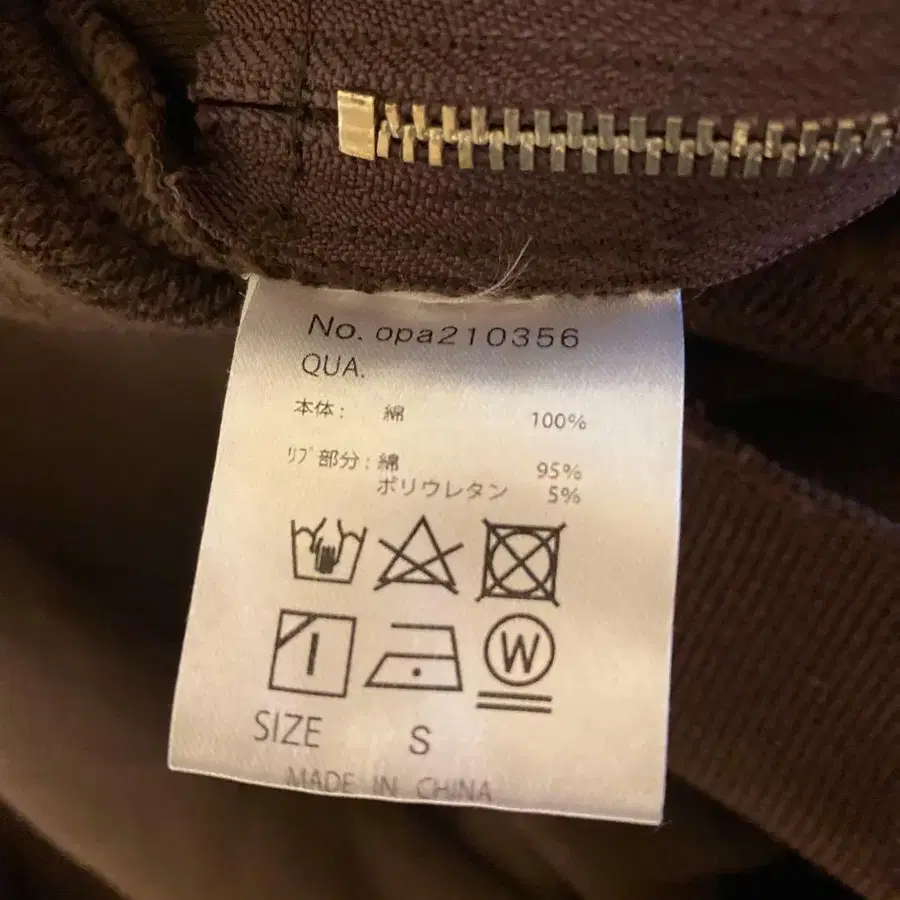 No. opa210356
QUA.
本体: 綿 100%
ﾘﾌﾞ部分: 綿 95%
ポリウレタン 5%
W
SIZE S
MADE IN CHINA